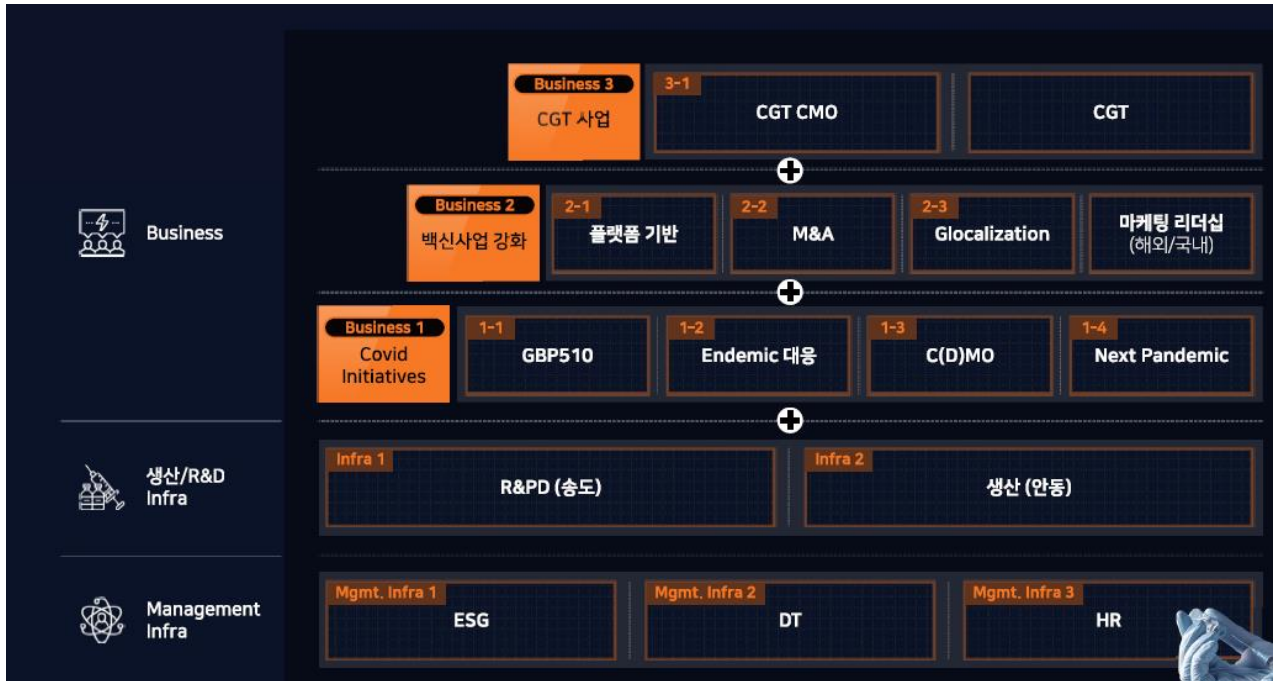 Business 3
CGT 사업
3-1
CGT CMO
CGT
Business
Business 2
백신사업 강화
2-1
플랫폼 기반
2-2
M&A
2-3
Glocalization
마케팅 리더십
(해외/국내)
Business 1
Covid
Initiatives
1-1
GBP510
1-2
Endemic 대응
1-3
C(D)MO
1-4
Next Pandemic
생산/R&D
Infra
Infra 1
R&PD (송도)
Infra 2
생산 (안동)
Management
Infra
Mgmt. Infra 1
ESG
Mgmt. Infra 2
DT
Mgmt. Infra 3
HR